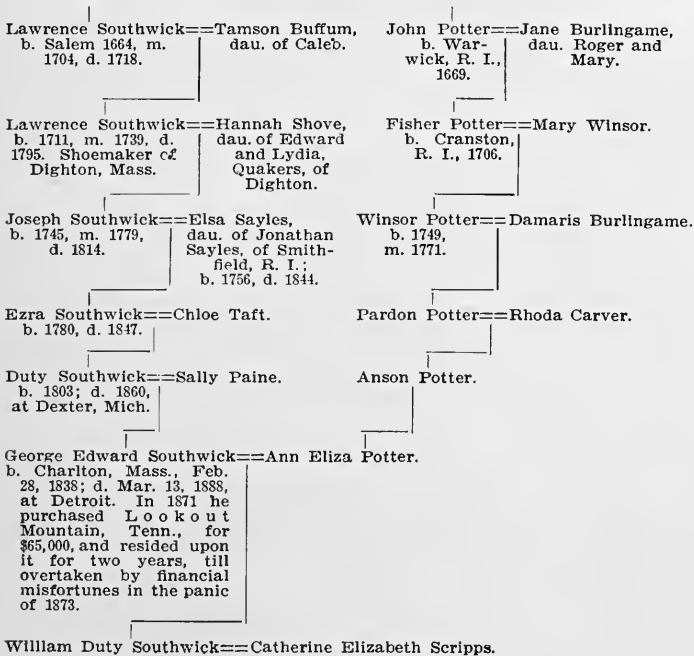 Lawrence Southwick==Tamson Buffum,
b. Salem 1664, m.
1704, d. 1718.
dau. of Caleb.
John Potter==Jane Burlingame,
b. War-
wick, R. I.,
1669.
dau. Roger and
Mary.
Lawrence Southwick==Hannah Shove,
b. 1711, m. 1739, d.
1795. Shoemaker of
Dighton, Mass.
dau. of Edward
and Lydia,
Quakers, of
Dighton.
Fisher Potter==Mary Winsor.
b. Cranston,
R. I., 1706.
Joseph Southwick==Elsa Sayles,
b. 1745, m. 1779,
d. 1814.
dau. of Jonathan
Sayles, of Smith-
field, R. I.;
b. 1756, d. 1844.
Winsor Potter==Damaris Burlingame.
b. 1749,
m. 1771.
Ezra Southwick==Chloe Taft.
b. 1780, d. 1847.
Pardon Potter==Rhoda Carver.
Duty Southwick==Sally Paine.
b. 1803; d. 1860,
at Dexter, Mich.
Anson Potter.
George Edward Southwick==Ann Eliza Potter.
b. Charlton, Mass., Feb.
28, 1838; d. Mar. 13, 1888,
at Detroit. In 1871 he
purchased Lookout
Mountain, Tenn., for
$65,000, and resided upon
it for two years, till
overtaken by financial
misfortunes in the panic
of 1873.
William Duty Southwick==Catherine Elizabeth Scripps.